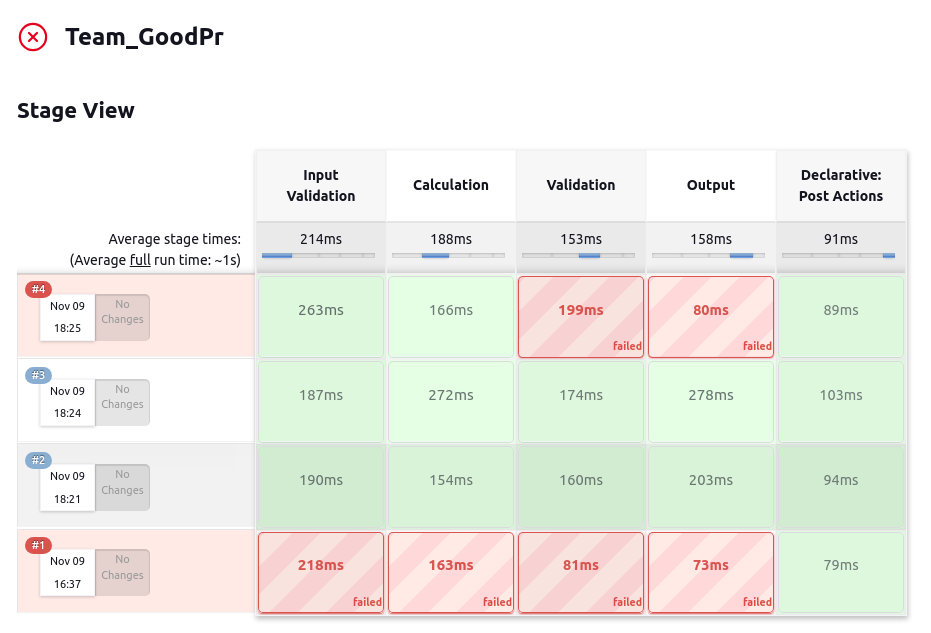 Team_GoodPr
Stage View
Input
Validation
Calculation
Validation
Output
Declarative:
Post Actions
Average stage times:
(Average full run time: ~1s)
214ms
188ms
153ms
158ms
91ms
#4
Nov 09
18:25
No
Changes
263ms
166ms
199ms
failed
80ms
failed
89ms
#3
Nov 09
18:24
No
Changes
187ms
272ms
174ms
278ms
103ms
#2
Nov 09
18:21
No
Changes
190ms
154ms
160ms
203ms
94ms
#1
Nov 09
16:37
No
Changes
218ms
failed
163ms
failed
81ms
failed
73ms
failed
79ms